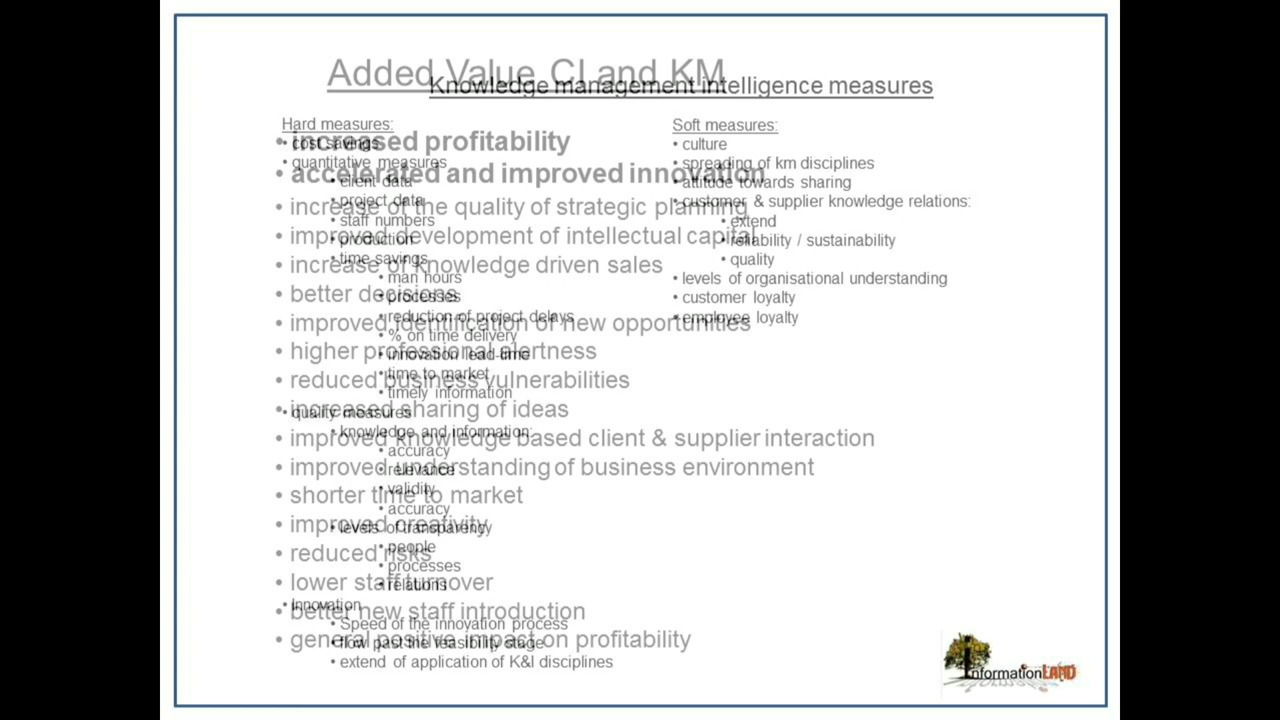 Added Value CI and KM
• increased profitability
• accelerated and improved innovation
• increase of the quality of strategic planning
• improved development of intellectual capital
• increase of knowledge driven sales
• better decisions
• improved identification of new opportunities
• higher professional alertness
• reduced business vulnerabilities
• increased sharing of ideas
• improved knowledge based client & supplier interaction
• improved understanding of business environment
• shorter time to market
• improved creativity
• reduced risks
• lower staff turnover
• better new staff introduction
• general positive impact on profitability
Knowledge management intelligence measures
Hard measures:
• cost savings
• quantitative measures
• client data
• project data
• staff numbers
• production
• time savings
• man hours
• processes
• reduction of project delays
• % on time delivery
• innovation lead-time
• time to market
• timely information
• quality measures
• knowledge and information:
• accuracy
• relevance
• validity
• accuracy
• levels of transparency
• people
• processes
• relations
• Innovation
• Speed of the innovation process
• flow past the feasibility stage
• extend of application of K&I disciplines
Soft measures:
• culture
• spreading of km disciplines
• attitude towards sharing
• customer & supplier knowledge relations:
• extend
• reliability / sustainability
• quality
• levels of organisational understanding
• customer loyalty
• employee loyalty
InformationLAND